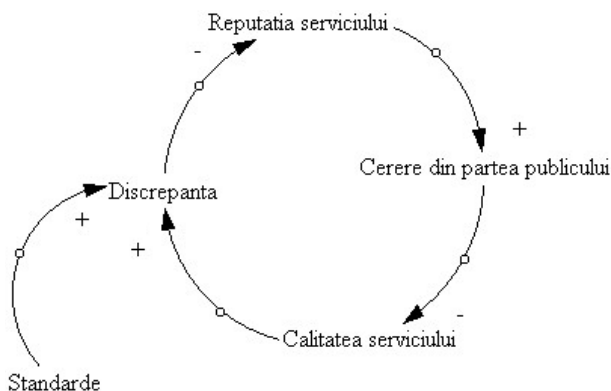 Reputatia serviciului
-
+
Cerere din partea publicului
Discrepanta
+
+
-
Calitatea serviciului
Standarde